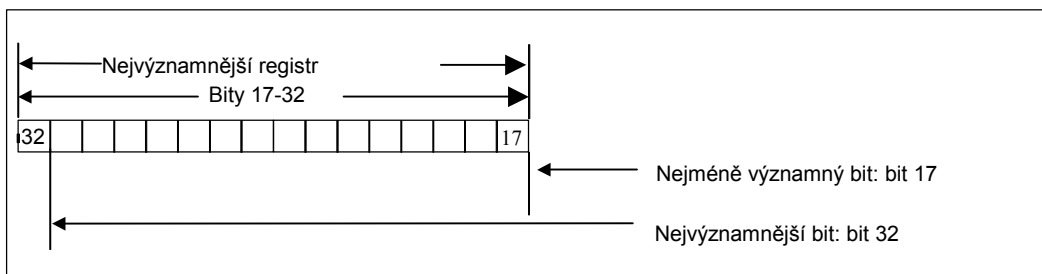 Nejvýznamnější registr
Bity 17-32
32 17
Nejméně významný bit: bit 17
Nejvýznamnější bit: bit 32